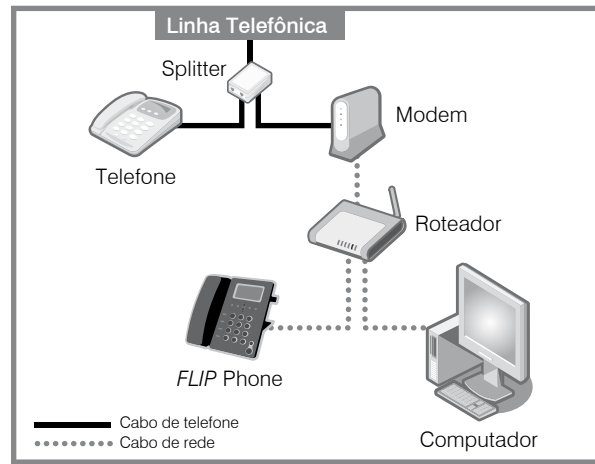 Linha Telefônica
Splitter
Modem
Telefone
Roteador
FLIP Phone
Computador
Cabo de telefone
Cabo de rede